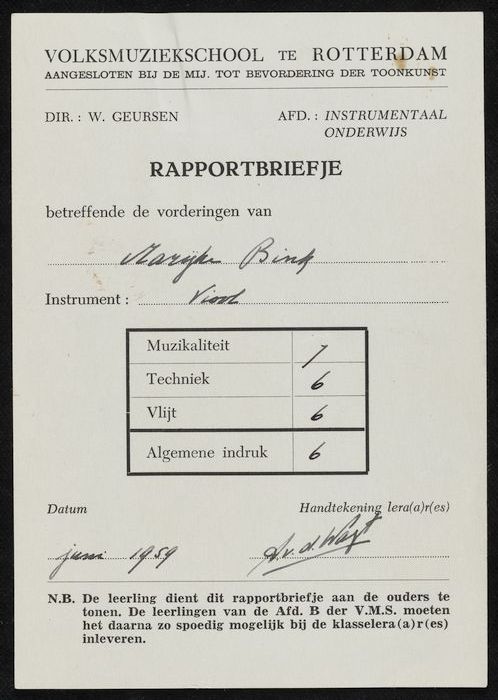 VOLKSMUZIEKSCHOOL TE ROTTERDAM
AANGESLOTEN BIJ DE MIJ. TOT BEVORDERING DER TOONKUNST
DIR.: W. GEURSEN AFD.: INSTRUMENTAAL
ONDERWIJS
RAPPORTBRIEFJE
betreffende de vorderingen van
Marijke Bink
Instrument: Viool
Muzikaliteit 7
Techniek 6
Vlijt 6
Algemene indruk 6
Datum Handtekening lera(a)r(es)
juni 1959
N.B. De leerling dient dit rapportbriefje aan de ouders te
tonen. De leerlingen van de Afd. B der V.M.S. moeten
het daarna zo spoedig mogelijk bij de klasselera(a)r(es)
inleveren.